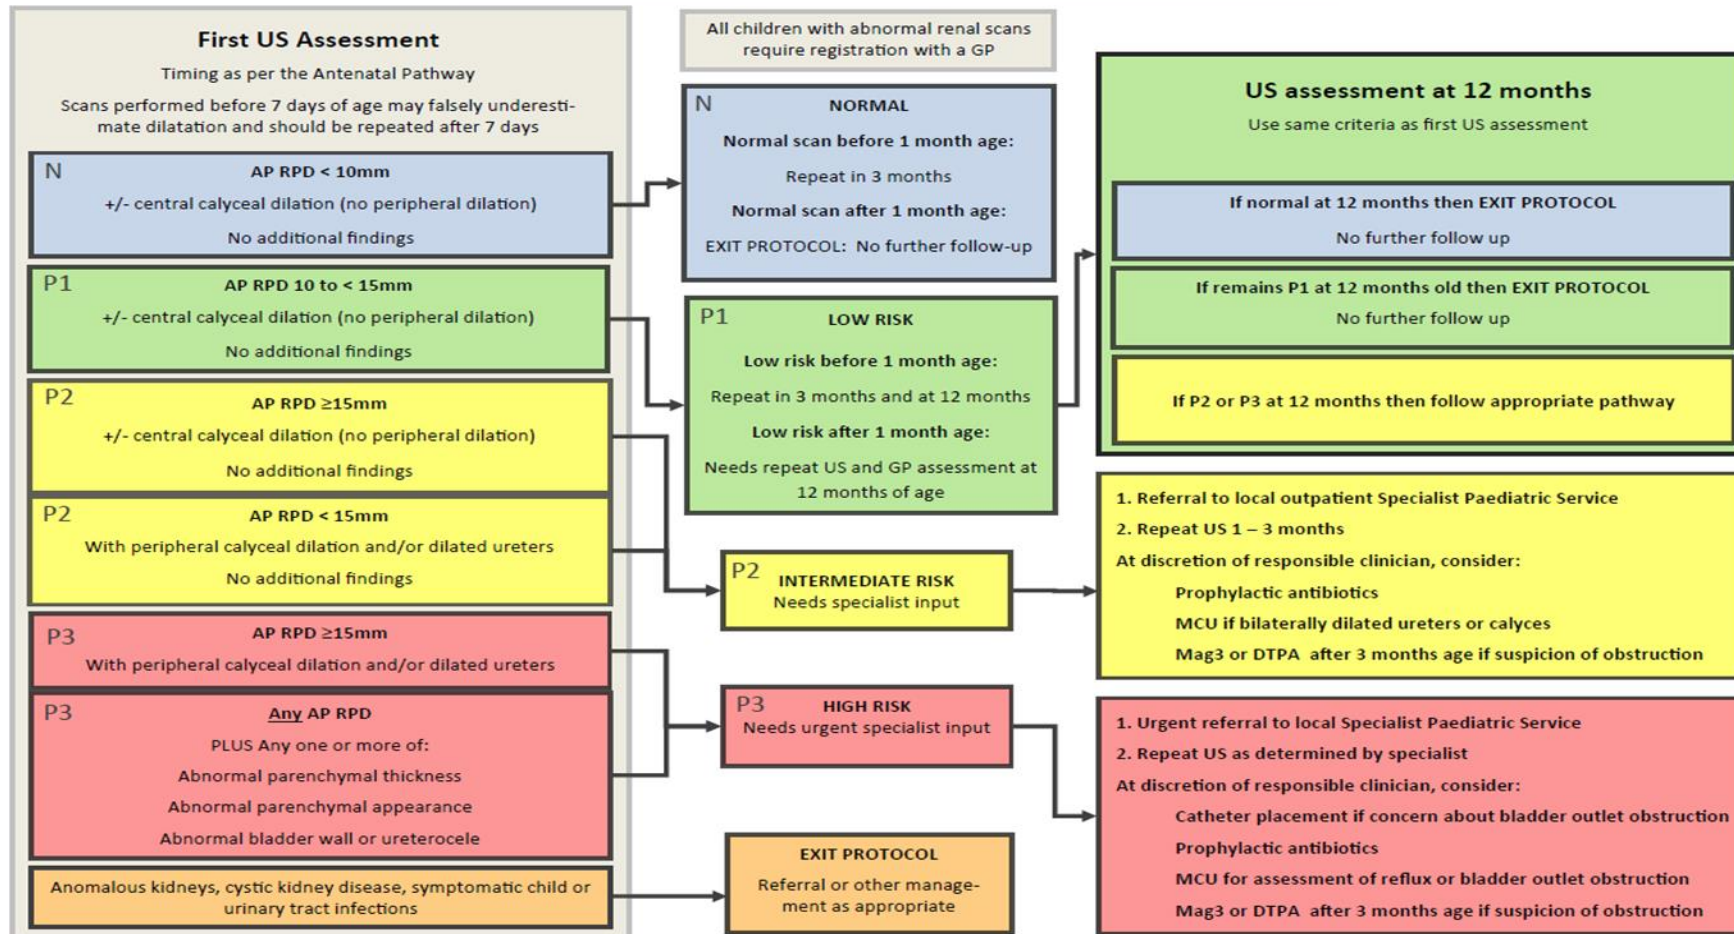 First US Assessment
Timing as per the Antenatal Pathway
Scans performed before 7 days of age may falsely underesti-
mate dilatation and should be repeated after 7 days
N
AP RPD < 10mm
+/- central calyceal dilation (no peripheral dilation)
No additional findings
P1
AP RPD 10 to < 15mm
+/- central calyceal dilation (no peripheral dilation)
No additional findings
P2
AP RPD ≥15mm
+/- central calyceal dilation (no peripheral dilation)
No additional findings
P2
AP RPD < 15mm
With peripheral calyceal dilation and/or dilated ureters
No additional findings
P3
AP RPD ≥15mm
With peripheral calyceal dilation and/or dilated ureters
P3
Any AP RPD
PLUS Any one or more of:
Abnormal parenchymal thickness
Abnormal parenchymal appearance
Abnormal bladder wall or ureterocele
Anomalous kidneys, cystic kidney disease, symptomatic child or
urinary tract infections
All children with abnormal renal scans
require registration with a GP
N
NORMAL
Normal scan before 1 month age:
Repeat in 3 months
Normal scan after 1 month age:
EXIT PROTOCOL: No further follow-up
P1
LOW RISK
Low risk before 1 month age:
Repeat in 3 months and at 12 months
Low risk after 1 month age:
Needs repeat US and GP assessment at
12 months of age
P2
INTERMEDIATE RISK
Needs specialist input
P3
HIGH RISK
Needs urgent specialist input
EXIT PROTOCOL
Referral or other manage-
ment as appropriate
US assessment at 12 months
Use same criteria as first US assessment
If normal at 12 months then EXIT PROTOCOL
No further follow up
If remains P1 at 12 months old then EXIT PROTOCOL
No further follow up
If P2 or P3 at 12 months then follow appropriate pathway
1. Referral to local outpatient Specialist Paediatric Service
2. Repeat US 1 – 3 months
At discretion of responsible clinician, consider:
Prophylactic antibiotics
MCU if bilaterally dilated ureters or calyces
Mag3 or DTPA after 3 months age if suspicion of obstruction
1. Urgent referral to local Specialist Paediatric Service
2. Repeat US as determined by specialist
At discretion of responsible clinician, consider:
Catheter placement if concern about bladder outlet obstruction
Prophylactic antibiotics
MCU for assessment of reflux or bladder outlet obstruction
Mag3 or DTPA after 3 months age if suspicion of obstruction